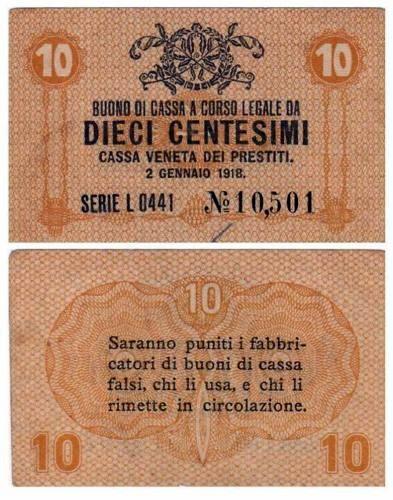 10 10
BUONO DI CASSA A CORSO LEGALE DA
DIECI CENTESIMI
CASSA VENETA DEI PRESTITI.
2 GENNAIO 1918.
SERIE L 0441 No 10,501
10
Saranno puniti i fabbri-
catori di buoni di cassa
falsi, chi li usa, e chi li
rimette in circolazione.
10 10